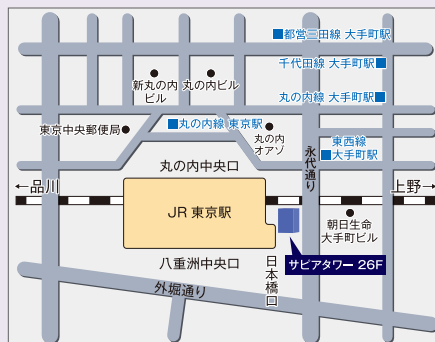 ■都営三田線 大手町駅
千代田線 大手町駅■
新丸の内
ビル
丸の内ビル
丸の内線 大手町駅■
東京中央郵便局
■丸の内線 東京駅
丸の内
オアゾ
東西線
■大手町駅
丸の内中央口
永代通り
←品川
上野→
JR 東京駅
朝日生命
大手町ビル
八重洲中央口
日本橋口
サピアタワー 26F
外堀通り